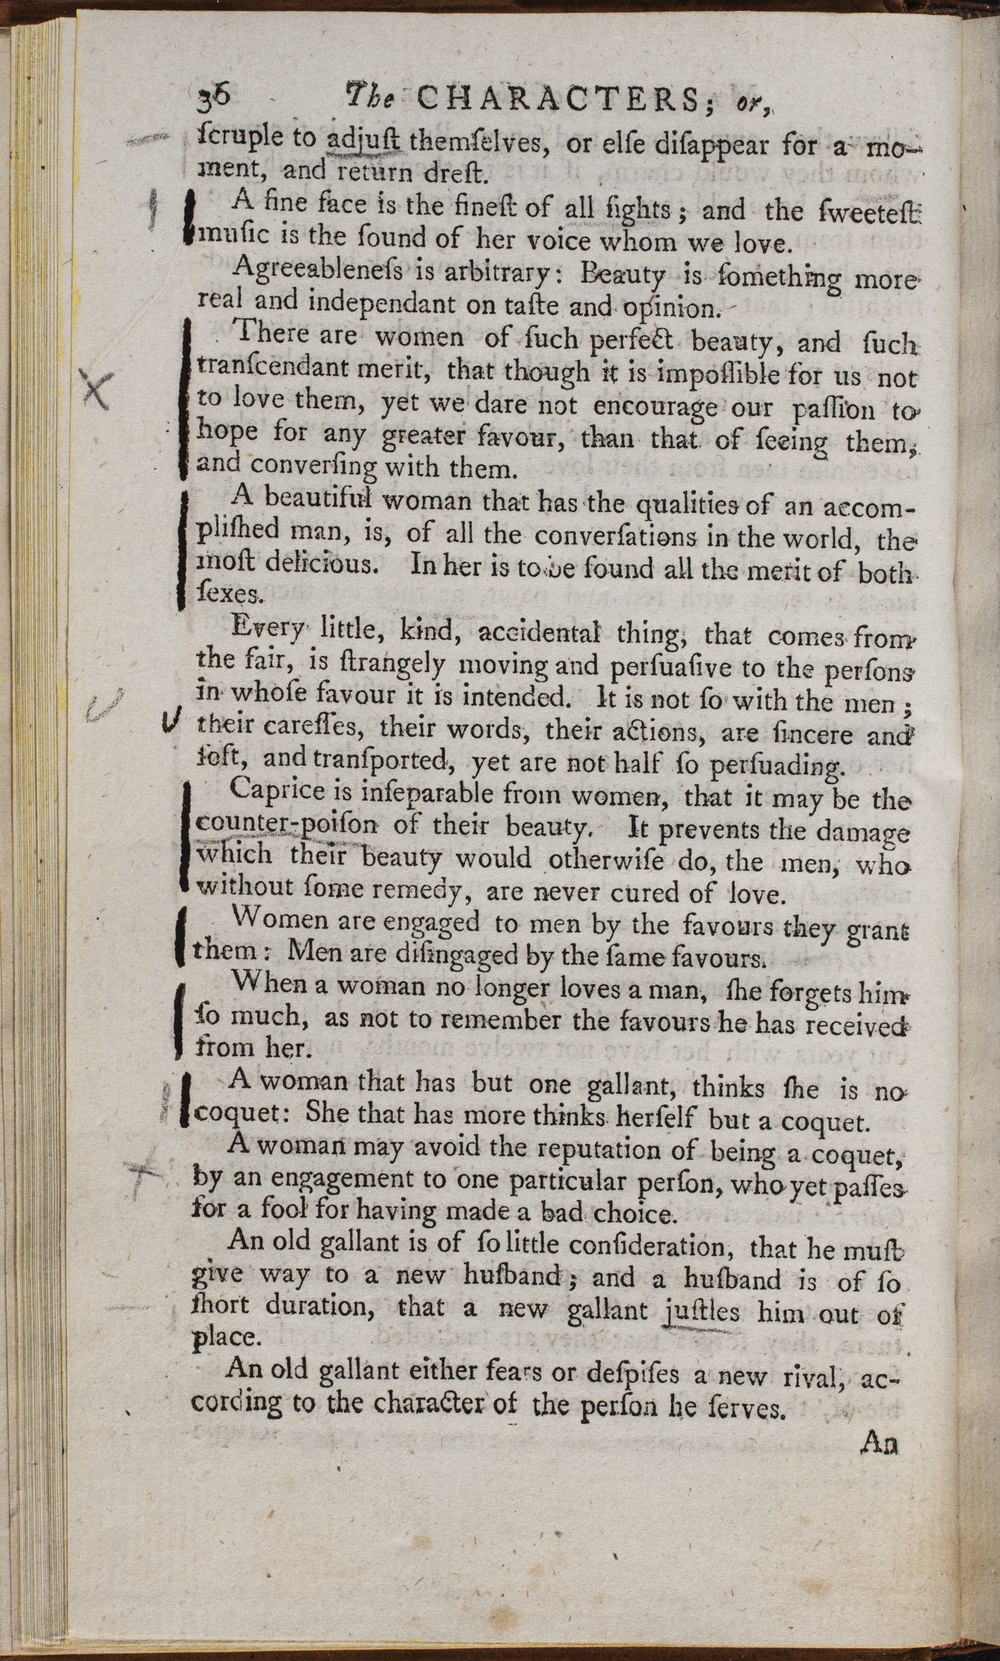 36 The CHARACTERS; or,
ſcruple to adjuſt themſelves, or elſe diſappear for a mo-
ment, and return dreſt.
A fine face is the fineſt of all ſights; and the ſweeteſt
muſic is the ſound of her voice whom we love.
Agreeableneſs is arbitrary: Beauty is ſomething more
real and independant on taſte and opinion.
There are women of ſuch perfect beauty, and ſuch
tranſcendant merit, that though it is impoſſible for us not
to love them, yet we dare not encourage our paſſion to
hope for any greater favour, than that of ſeeing them,
and converſing with them.
A beautiful woman that has the qualities of an accom-
pliſhed man, is, of all the converſations in the world, the
moſt delicious. In her is to be found all the merit of both
ſexes.
Every little, kind, accidental thing, that comes from
the fair, is ſtrangely moving and perſuaſive to the perſons
in whoſe favour it is intended. It is not ſo with the men;
their careſſes, their words, their actions, are ſincere and
ſoft, and tranſported, yet are not half ſo perſuading.
Caprice is inſeparable from women, that it may be the
counter-poiſon of their beauty. It prevents the damage
which their beauty would otherwiſe do, the men, who
without ſome remedy, are never cured of love.
Women are engaged to men by the favours they grant
them: Men are diſingaged by the ſame favours.
When a woman no longer loves a man, ſhe forgets him
ſo much, as not to remember the favours he has received
from her.
A woman that has but one gallant, thinks ſhe is no
coquet: She that has more thinks herſelf but a coquet.
A woman may avoid the reputation of being a coquet,
by an engagement to one particular perſon, who yet paſſes
for a fool for having made a bad choice.
An old gallant is of ſo little conſideration, that he muſt
give way to a new huſband; and a huſband is of ſo
ſhort duration, that a new gallant juſtles him out of
place.
An old gallant either fears or deſpiſes a new rival, ac-
cording to the character of the perſon he ſerves.
An